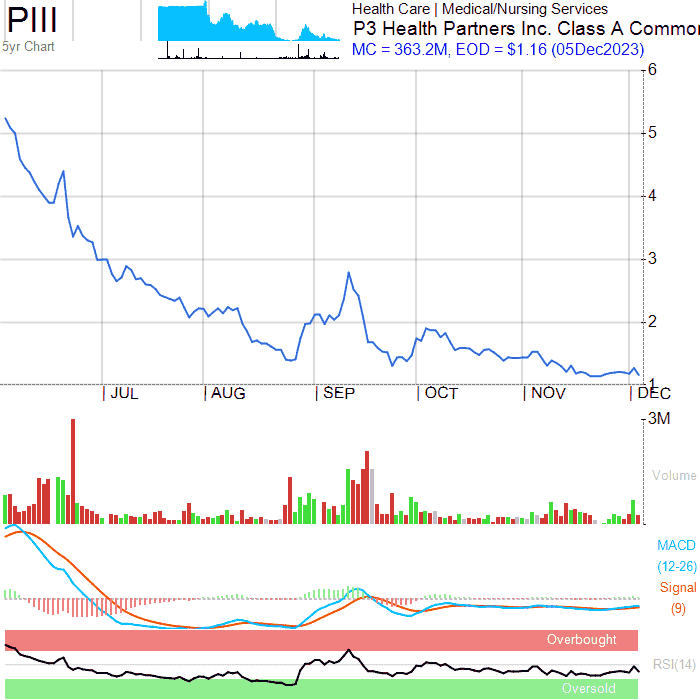 PIII
5yr Chart
Health Care | Medical/Nursing Services
P3 Health Partners Inc. Class A Commo
MC = 363.2M, EOD = $1.16 (05Dec2023)
6
5
4
3
2
1
JUL AUG SEP OCT NOV DEC
3M
Volume
MACD
(12-26)
Signal
(9)
Overbought
RSI(14)
Oversold